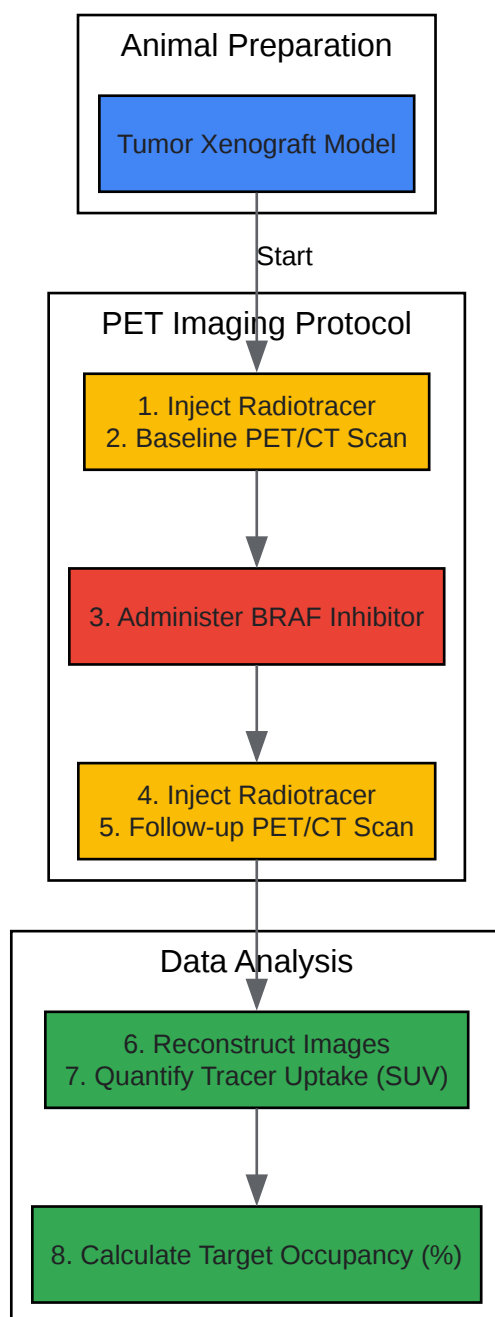 Animal Preparation
Tumor Xenograft Model
Start
PET Imaging Protocol
1. Inject Radiotracer
2. Baseline PET/CT Scan
3. Administer BRAF Inhibitor
4. Inject Radiotracer
5. Follow-up PET/CT Scan
Data Analysis
6. Reconstruct Images
7. Quantify Tracer Uptake (SUV)
8. Calculate Target Occupancy (%)